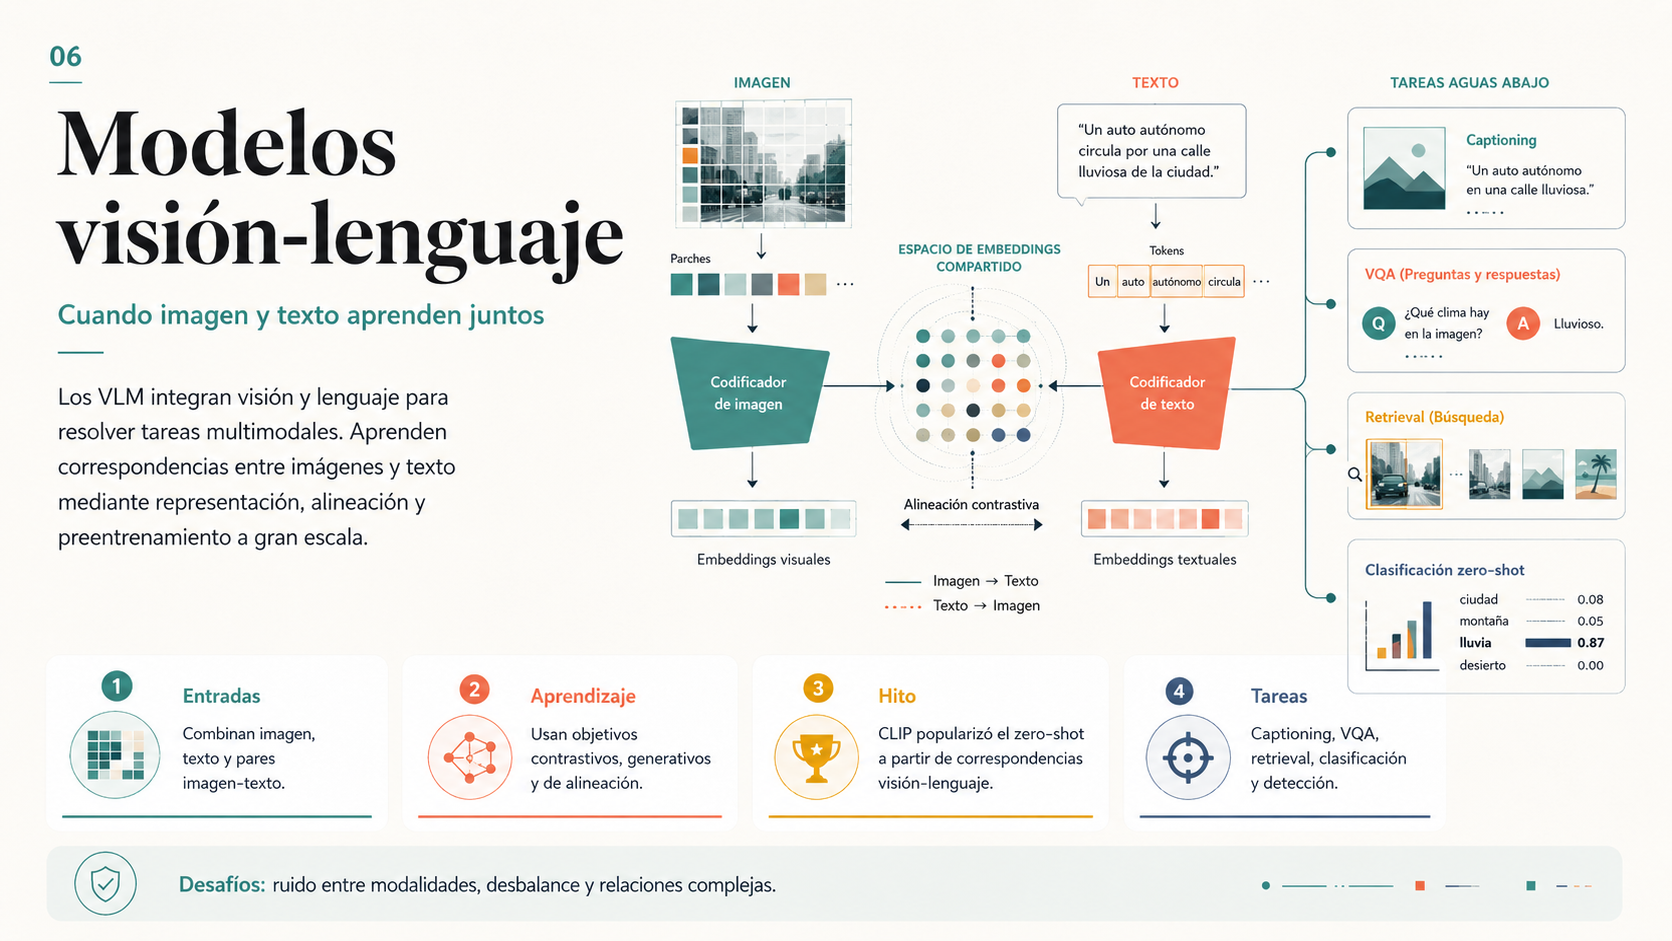 06
Modelos
visión-lenguaje
Cuando imagen y texto aprenden juntos
Los VLM integran visión y lenguaje para
resolver tareas multimodales. Aprenden
correspondencias entre imágenes y texto
mediante representación, alineación y
preentrenamiento a gran escala.
IMAGEN
Parches
...
Codificador
de imagen
Embeddings visuales
ESPACIO DE EMBEDDINGS
COMPARTIDO
Alineación contrastiva
Imagen → Texto
Texto → Imagen
TEXTO
“Un auto autónomo
circula por una calle
lluviosa de la ciudad.”
Tokens
Un auto autónomo circula ...
Codificador
de texto
Embeddings textuales
TAREAS AGUAS ABAJO
Captioning
“Un auto autónomo
en una calle lluviosa.”
VQA (Preguntas y respuestas)
Q
¿Qué clima hay
en la imagen?
A
Lluvioso.
Retrieval (Búsqueda)
...
Clasificación zero-shot
ciudad 0.08
montaña 0.05
lluvia 0.87
desierto 0.00
1
Entradas
Combinan imagen,
texto y pares
imagen-texto.
2
Aprendizaje
Usan objetivos
contrastivos, generativos
y de alineación.
3
Hito
CLIP popularizó el zero-shot
a partir de correspondencias
visión-lenguaje.
4
Tareas
Captioning, VQA,
retrieval, clasificación
y detección.
Desafíos: ruido entre modalidades, desbalance y relaciones complejas.